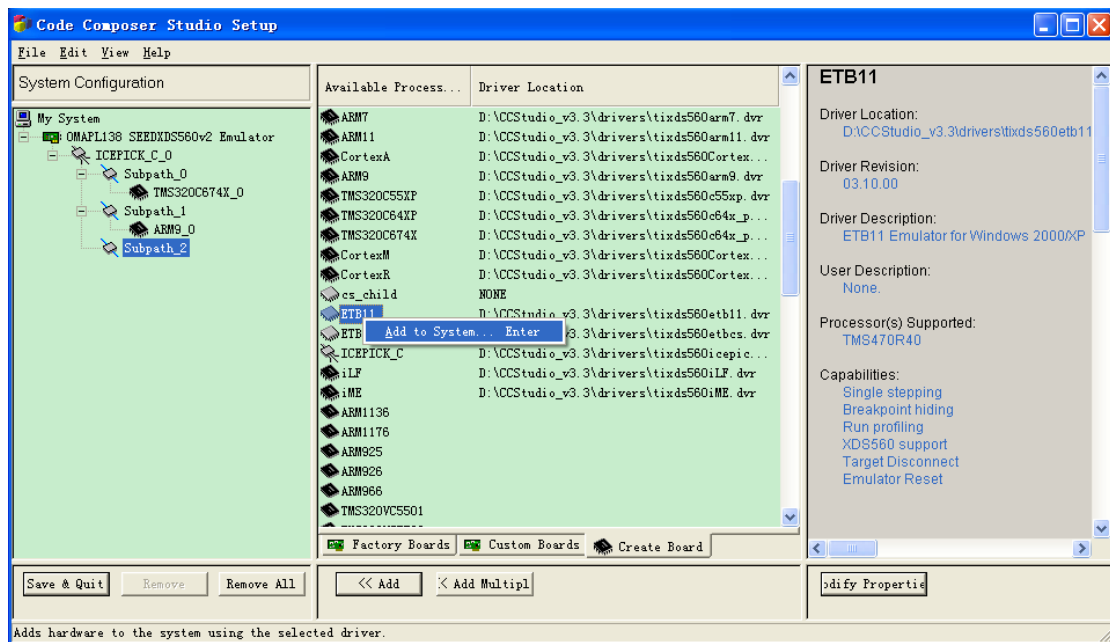 Code Composer Studio Setup
File Edit View Help
System Configuration
My System
OMAPL138 SEEDXDS560v2 Emulator
ICEPICK_C_0
Subpath_0
TMS320C674X_0
Subpath_1
ARM9_0
Subpath_2
Available Process... Driver Location
ARM7 D:\CCStudio_v3.3\drivers\tixds560arm7.dvr
ARM11 D:\CCStudio_v3.3\drivers\tixds560arm11.dvr
CortexA D:\CCStudio_v3.3\drivers\tixds560Cortex...
ARM9 D:\CCStudio_v3.3\drivers\tixds560arm9.dvr
TMS320C55XP D:\CCStudio_v3.3\drivers\tixds560c55xp.dvr
TMS320C64XP D:\CCStudio_v3.3\drivers\tixds560c64x_p...
TMS320C674X D:\CCStudio_v3.3\drivers\tixds560c64x_p...
CortexM D:\CCStudio_v3.3\drivers\tixds560Cortex...
CortexR D:\CCStudio_v3.3\drivers\tixds560Cortex...
cs_child NONE
ETB11 D:\CCStudio_v3.3\drivers\tixds560etb11.dvr
ETB v3.3\drivers\tixds560etbcs.dvr
Add to System... Enter
ICEPICK_C D:\CCStudio_v3.3\drivers\tixds560icepic...
iLF D:\CCStudio_v3.3\drivers\tixds560iLF.dvr
iME D:\CCStudio_v3.3\drivers\tixds560iME.dvr
ARM1136
ARM1176
ARM925
ARM926
ARM966
TMS320VC5501
Factory Boards Custom Boards Create Board
ETB11
Driver Location:
D:\CCStudio_v3.3\drivers\tixds560etb11
Driver Revision:
03.10.00
Driver Description:
ETB11 Emulator for Windows 2000/XP
User Description:
None.
Processor(s) Supported:
TMS470R40
Capabilities:
Single stepping
Breakpoint hiding
Run profiling
XDS560 support
Target Disconnect
Emulator Reset
Save & Quit Remove Remove All << Add < Add Multipl odify Propertie
Adds hardware to the system using the selected driver.